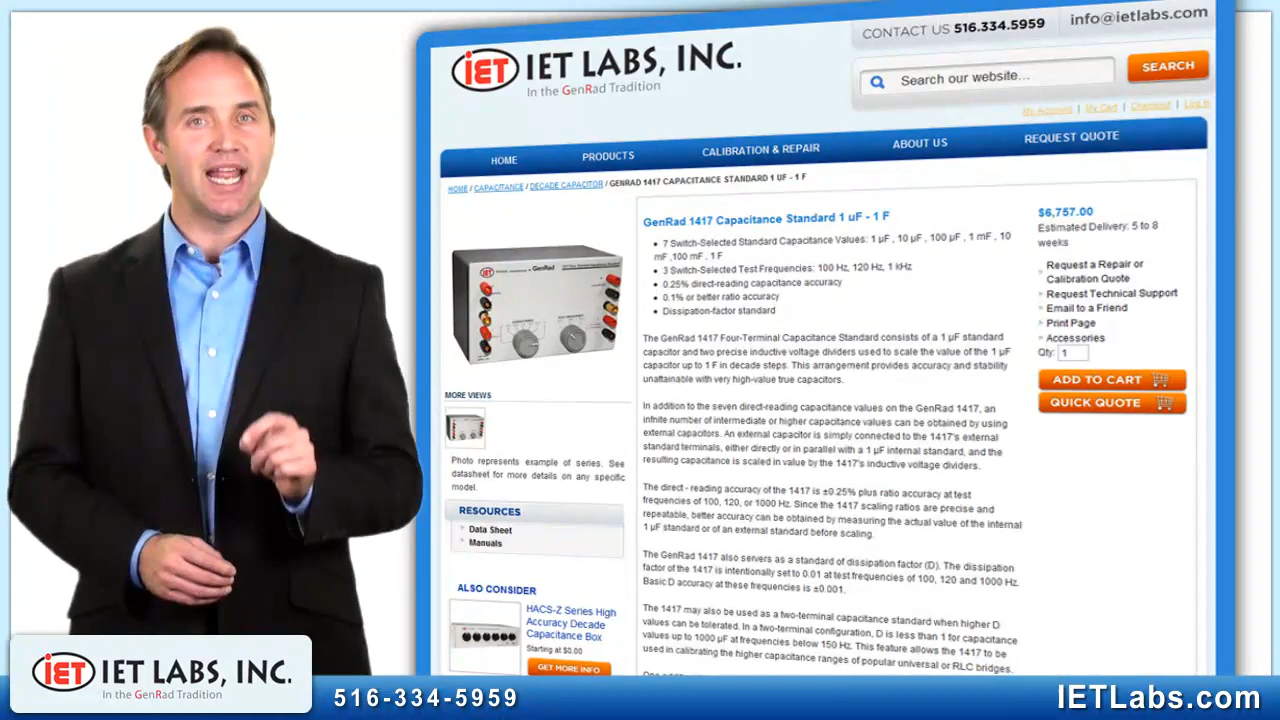 CONTACT US 516.334.5959
info@ietlabs.com
iET IET LABS, INC.
In the GenRad Tradition
Search our website...
SEARCH
My Account | My Cart | Checkout | Log In
HOME
PRODUCTS
CALIBRATION & REPAIR
ABOUT US
REQUEST QUOTE
HOME / CAPACITANCE / DECADE CAPACITOR / GENRAD 1417 CAPACITANCE STANDARD 1 UF - 1 F
GenRad 1417 Capacitance Standard 1 uF - 1 F
7 Switch-Selected Standard Capacitance Values: 1 µF , 10 µF , 100 µF , 1 mF , 10
mF ,100 mF , 1 F
3 Switch-Selected Test Frequencies: 100 Hz, 120 Hz, 1 kHz
0.25% direct-reading capacitance accuracy
0.1% or better ratio accuracy
Dissipation-factor standard
The GenRad 1417 Four-Terminal Capacitance Standard consists of a 1 µF standard
capacitor and two precise inductive voltage dividers used to scale the value of the 1 µF
capacitor up to 1 F in decade steps. This arrangement provides accuracy and stability
unattainable with very high-value true capacitors.
In addition to the seven direct-reading capacitance values on the GenRad 1417, an
infnite number of intermediate or higher capacitance values can be obtained by using
external capacitors. An external capacitor is simply connected to the 1417's external
standard terminals, either directly or in parallel with a 1 µF internal standard, and the
resulting capacitance is scaled in value by the 1417's inductive voltage dividers.
The direct - reading accuracy of the 1417 is ±0.25% plus ratio accuracy at test
frequencies of 100, 120, or 1000 Hz. Since the 1417 scaling ratios are precise and
repeatable, better accuracy can be obtained by measuring the actual value of the internal
1 µF standard or of an external standard before scaling.
The GenRad 1417 also servers as a standard of dissipation factor (D). The dissipation
factor of the 1417 is intentionally set to 0.01 at test frequencies of 100, 120 and 1000 Hz.
Basic D accuracy at these frequencies is ±0.001.
The 1417 may also be used as a two-terminal capacitance standard when higher D
values can be tolerated. In a two-terminal configuration, D is less than 1 for capacitance
values up to 1000 µF at frequencies below 150 Hz. This feature allows the 1417 to be
used in calibrating the higher capacitance ranges of popular universal or RLC bridges.
$6,757.00
Estimated Delivery: 5 to 8
weeks
Request a Repair or
Calibration Quote
Request Technical Support
Email to a Friend
Print Page
Accessories
Qty: 1
ADD TO CART
QUICK QUOTE
iET
GenRad
MORE VIEWS
Photo represents example of series. See
datasheet for more details on any specific
model.
RESOURCES
Data Sheet
Manuals
ALSO CONSIDER
HACS-Z Series High
Accuracy Decade
Capacitance Box
Starting at $0.00
GET MORE INFO
iET IET LABS, INC.
In the GenRad Tradition
516-334-5959
IETLabs.com